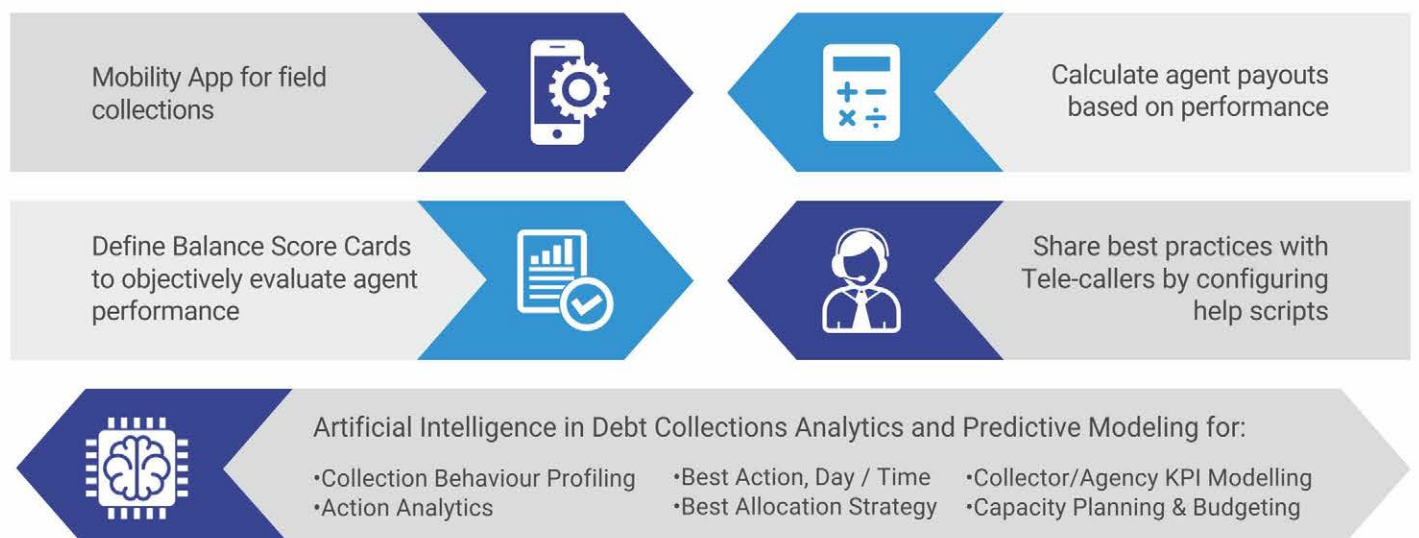 Mobility App for field
collections
Calculate agent payouts
based on performance
Define Balance Score Cards
to objectively evaluate agent
performance
Share best practices with
Tele-callers by configuring
help scripts
Artificial Intelligence in Debt Collections Analytics and Predictive Modeling for:
•Collection Behaviour Profiling
•Action Analytics
•Best Action, Day / Time
•Best Allocation Strategy
•Collector/Agency KPI Modelling
•Capacity Planning & Budgeting